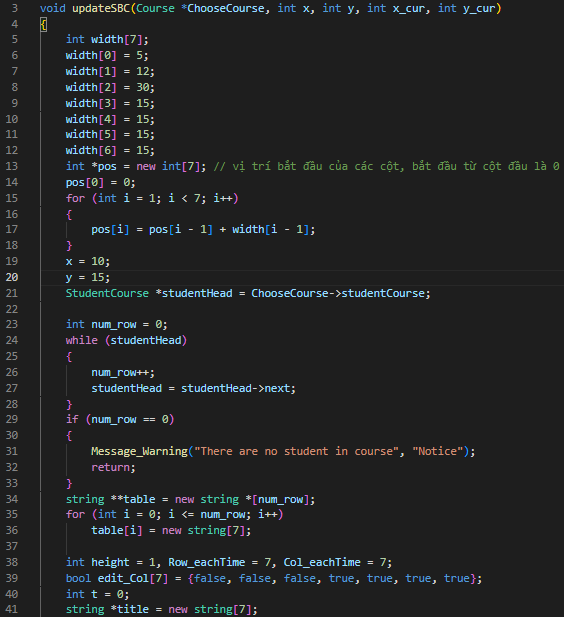 3 void updateSBC(Course *ChooseCourse, int x, int y, int x_cur, int y_cur)
4 {
5     int width[7];
6     width[0] = 5;
7     width[1] = 12;
8     width[2] = 30;
9     width[3] = 15;
10     width[4] = 15;
11     width[5] = 15;
12     width[6] = 15;
13     int *pos = new int[7]; // vị trí bắt đầu của các cột, bắt đầu từ cột đầu là 0
14     pos[0] = 0;
15     for (int i = 1; i < 7; i++)
16     {
17         pos[i] = pos[i - 1] + width[i - 1];
18     }
19     x = 10;
20     y = 15;
21     StudentCourse *studentHead = ChooseCourse->studentCourse;
22
23     int num_row = 0;
24     while (studentHead)
25     {
26         num_row++;
27         studentHead = studentHead->next;
28     }
29     if (num_row == 0)
30     {
31         Message_Warning("There are no student in course", "Notice");
32         return;
33     }
34     string **table = new string *[num_row];
35     for (int i = 0; i <= num_row; i++)
36         table[i] = new string[7];
37
38     int height = 1, Row_eachTime = 7, Col_eachTime = 7;
39     bool edit_Col[7] = {false, false, false, true, true, true, true};
40     int t = 0;
41     string *title = new string[7];